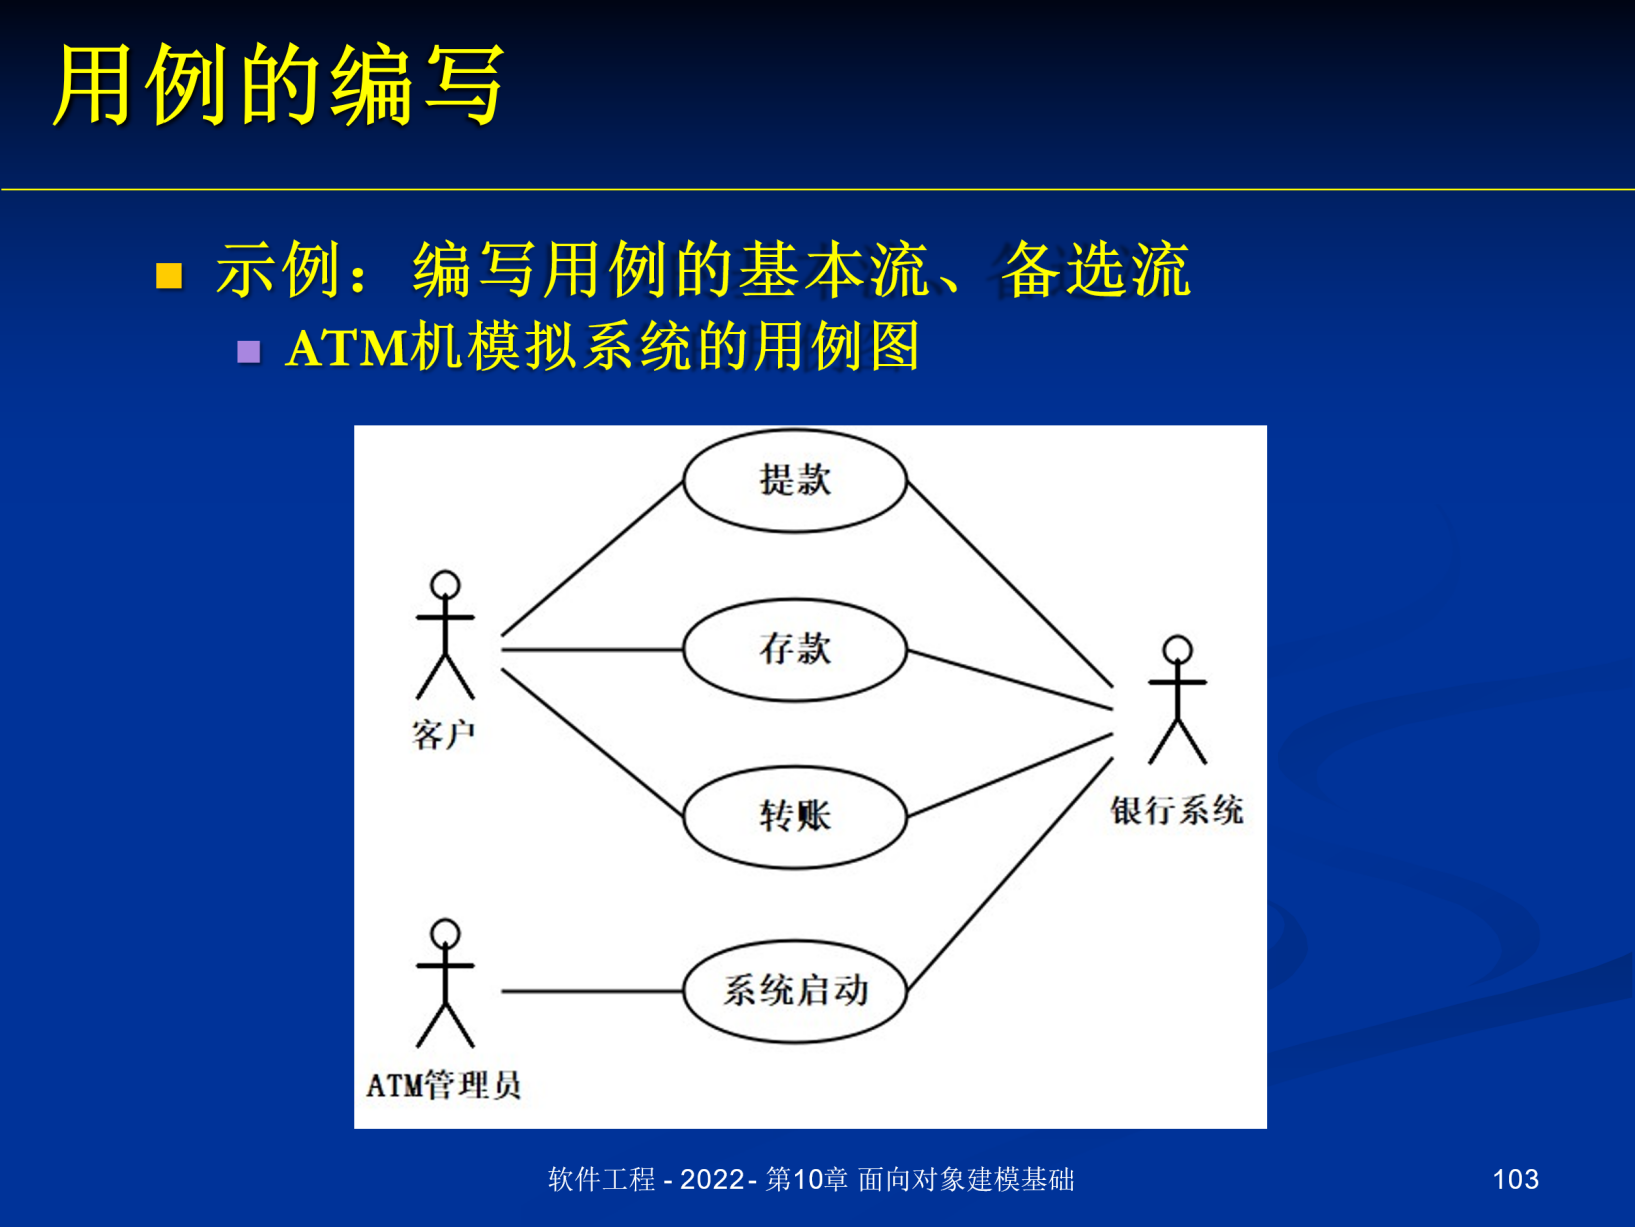 用例的编写
示例：编写用例的基本流、备选流
ATM机模拟系统的用例图
提款
存款
客户
转账
银行系统
系统启动
ATM管理员
软件工程 - 2022 - 第10章 面向对象建模基础
103